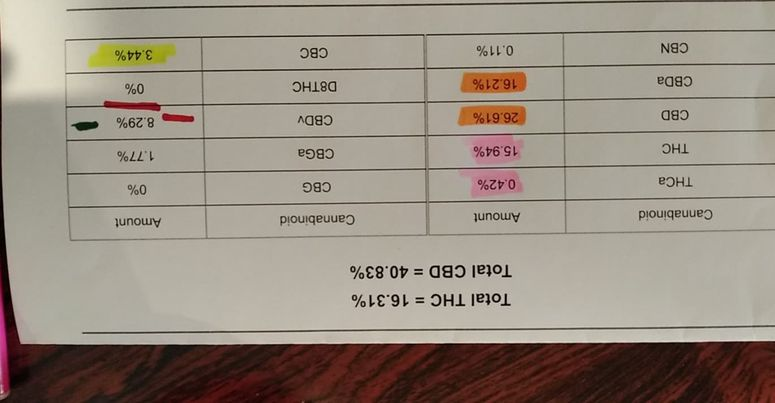 Total THC = 16.31%
Total CBD = 40.83%
Cannabinoid Amount Cannabinoid Amount
THCa 0.42% CBG 0%
THC 15.94% CBGa 1.77%
CBD 26.61% CBDv 8.29%
CBDa 16.21% D8THC 0%
CBN 0.11% CBC 3.44%